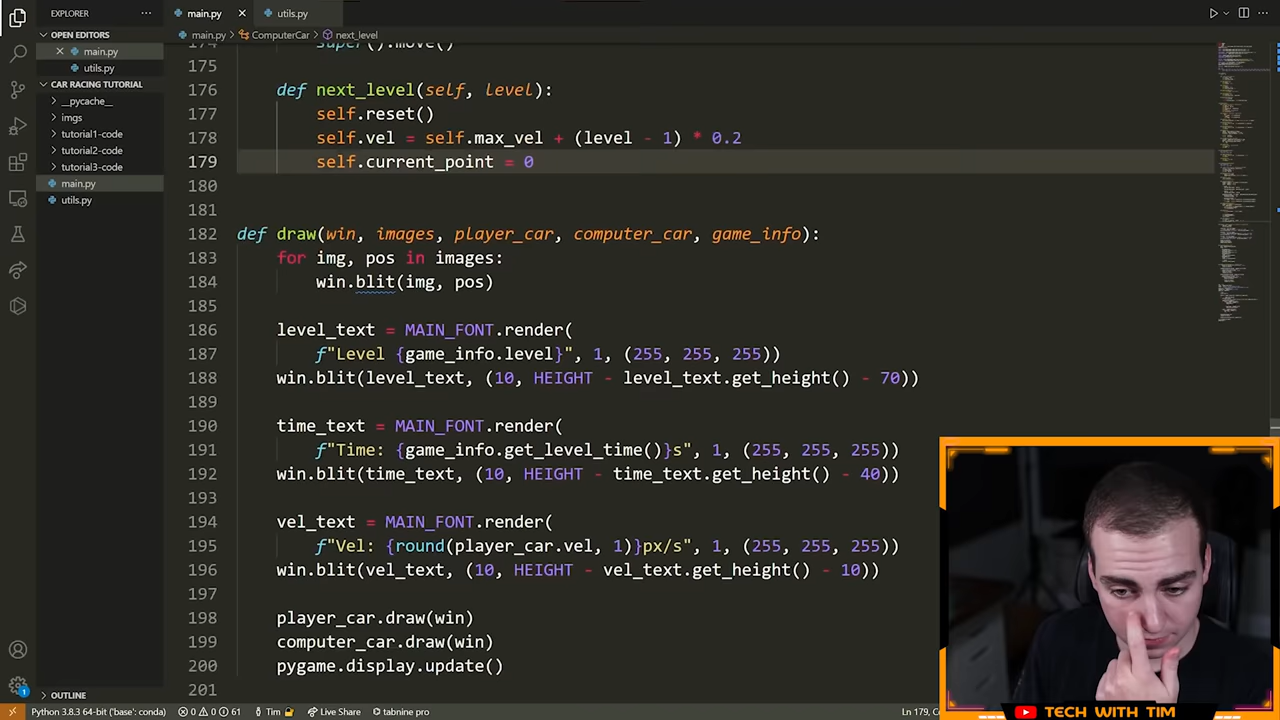 EXPLORER
···
main.py
utils.py
OPEN EDITORS
main.py
utils.py
CAR RACING TUTORIAL
__pycache__
imgs
tutorial1-code
tutorial2-code
tutorial3-code
main.py
utils.py
OUTLINE
main.py > ComputerCar > next_level
174 super().move()
175
176 def next_level(self, level):
177 self.reset()
178 self.vel = self.max_vel + (level - 1) * 0.2
179 self.current_point = 0
180
181
182 def draw(win, images, player_car, computer_car, game_info):
183 for img, pos in images:
184 win.blit(img, pos)
185
186 level_text = MAIN_FONT.render(
187 f"Level {game_info.level}", 1, (255, 255, 255))
188 win.blit(level_text, (10, HEIGHT - level_text.get_height() - 70))
189
190 time_text = MAIN_FONT.render(
191 f"Time: {game_info.get_level_time()}s", 1, (255, 255, 255))
192 win.blit(time_text, (10, HEIGHT - time_text.get_height() - 40))
193
194 vel_text = MAIN_FONT.render(
195 f"Vel: {round(player_car.vel, 1)}px/s", 1, (255, 255, 255))
196 win.blit(vel_text, (10, HEIGHT - vel_text.get_height() - 10))
197
198 player_car.draw(win)
199 computer_car.draw(win)
200 pygame.display.update()
201
TECH WITH TIM
1
Python 3.8.3 64-bit ('base': conda) 0 0 61 Tim Live Share tabnine pro
Ln 179,